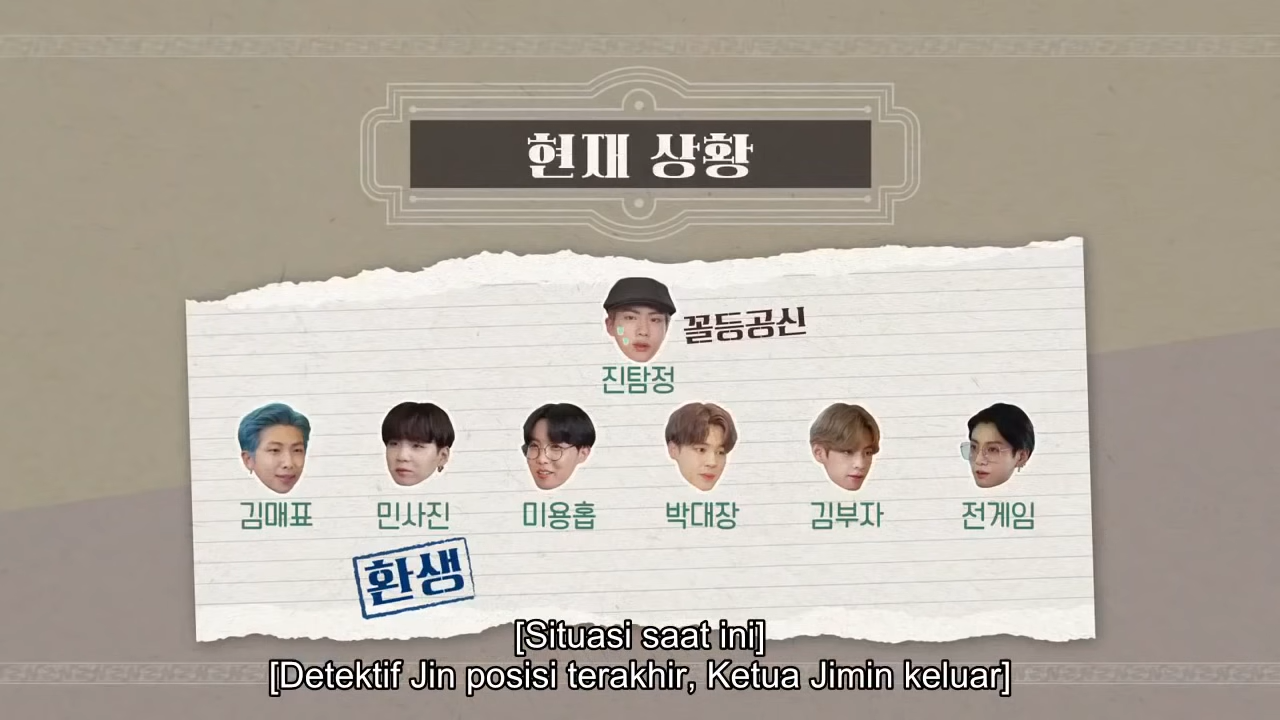 현재 상황
꼴등공신
진탐정
김매표 민사진 미용홉 박대장 김부자 전게임
환생
[Situasi saat ini]
[Detektif Jin posisi terakhir, Ketua Jimin keluar]